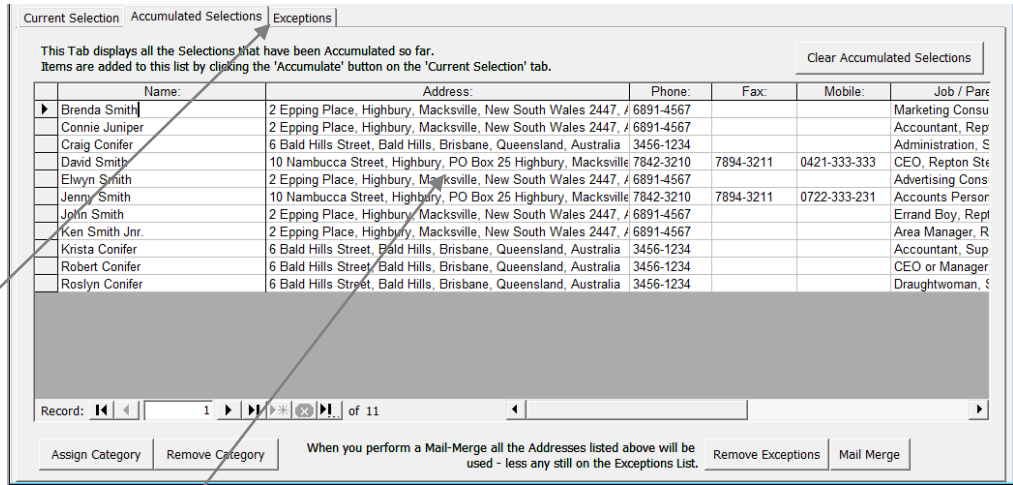 Current Selection Accumulated Selections Exceptions
This Tab displays all the Selections that have been Accumulated so far.
Items are added to this list by clicking the 'Accumulate' button on the 'Current Selection' tab.
Clear Accumulated Selections
Name: Address: Phone: Fax: Mobile: Job / Pare
Brenda Smith 2 Epping Place, Highbury, Macksville, New South Wales 2447, A 6891-4567 Marketing Consu
Connie Juniper 2 Epping Place, Highbury, Macksville, New South Wales 2447, A 6891-4567 Accountant, Rept
Craig Conifer 6 Bald Hills Street, Bald Hills, Brisbane, Queensland, Australia 3456-1234 Administration, S
David Smith 10 Nambucca Street, Highbury, PO Box 25 Highbury, Macksville 7842-3210 7894-3211 0421-333-333 CEO, Repton Ste
Elwyn Smith 2 Epping Place, Highbury, Macksville, New South Wales 2447, A 6891-4567 Advertising Cons
Jenny Smith 10 Nambucca Street, Highbury, PO Box 25 Highbury, Macksville 7842-3210 7894-3211 0722-333-231 Accounts Person
John Smith 2 Epping Place, Highbury, Macksville, New South Wales 2447, A 6891-4567 Errand Boy, Rept
Ken Smith Jnr. 2 Epping Place, Highbury, Macksville, New South Wales 2447, A 6891-4567 Area Manager, R
Krista Conifer 6 Bald Hills Street, Bald Hills, Brisbane, Queensland, Australia 3456-1234 Accountant, Sup
Robert Conifer 6 Bald Hills Street, Bald Hills, Brisbane, Queensland, Australia 3456-1234 CEO or Manager
Roslyn Conifer 6 Bald Hills Street, Bald Hills, Brisbane, Queensland, Australia 3456-1234 Draughtwoman, S
Record: 1 of 11
Assign Category Remove Category
When you perform a Mail-Merge all the Addresses listed above will be
used - less any still on the Exceptions List.
Remove Exceptions Mail Merge